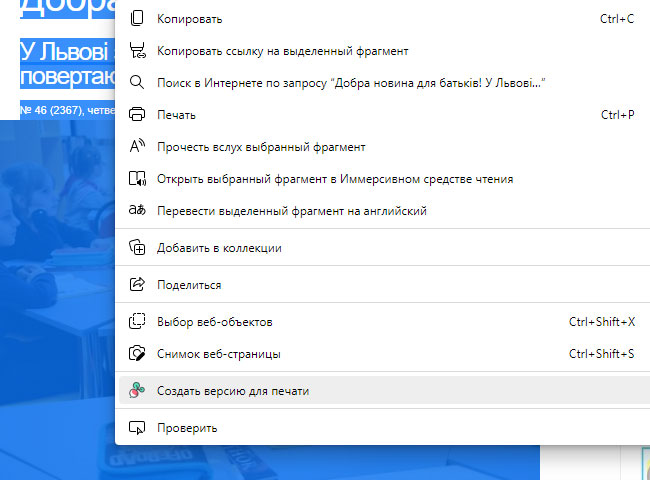 Добра
У Львові з
повертаю
№ 46 (2367), четве
Копировать Ctrl+C
Копировать ссылку на выделенный фрагмент
Поиск в Интернете по запросу “Добра новина для батьків! У Львові...”
Печать Ctrl+P
Прочесть вслух выбранный фрагмент
Открыть выбранный фрагмент в Иммерсивном средстве чтения
Перевести выделенный фрагмент на английский
Добавить в коллекции
Поделиться
Выбор веб-объектов Ctrl+Shift+X
Снимок веб-страницы Ctrl+Shift+S
Создать версию для печати
Проверить
OFF ROAD